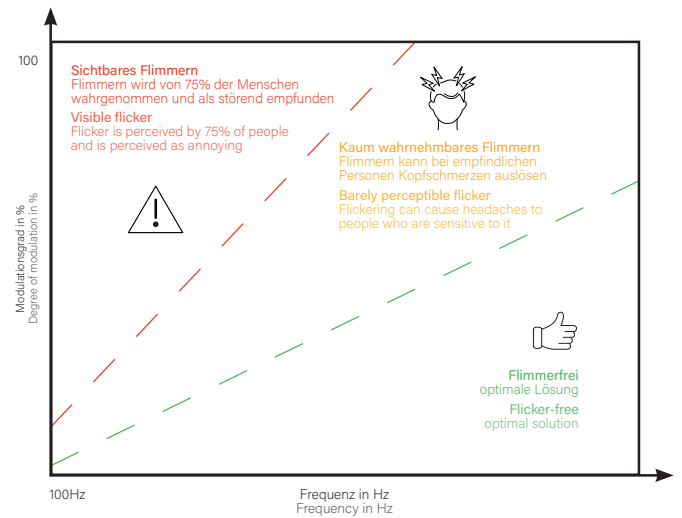 100
Sichtbares Flimmern
Flimmern wird von 75% der Menschen
wahrgenommen und als störend empfunden
Visible flicker
Flicker is perceived by 75% of people
and is perceived as annoying
Kaum wahrnehmbares Flimmern
Flimmern kann bei empfindlichen
Personen Kopfschmerzen auslösen
Barely perceptible flicker
Flickering can cause headaches to
people who are sensitive to it
Modulationsgrad in %
Degree of modulation in %
Flimmerfrei
optimale Lösung
Flicker-free
optimal solution
100Hz
Frequenz in Hz
Frequency in Hz